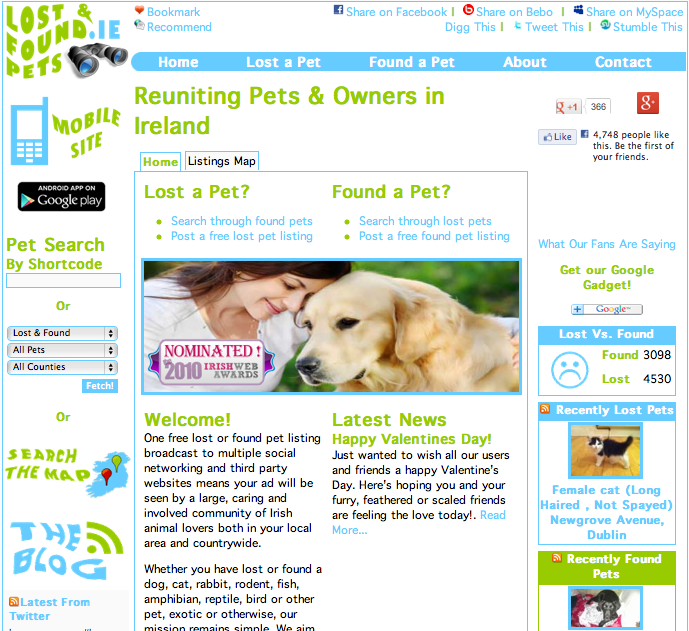 LOST &
FOUND.IE
PETS
Bookmark
Recommend
Share on Facebook | Share on Bebo | Share on MySpace
Digg This | Tweet This | Stumble This
Home Lost a Pet Found a Pet About Contact
MOBILE
SITE
ANDROID APP ON
Google play
Pet Search
By Shortcode
Or
Lost & Found
All Pets
All Counties
Fetch!
Or
SEARCH
THE MAP
THE
BLOG
Latest From
Twitter
Reuniting Pets & Owners in
Ireland
Home Listings Map
Lost a Pet?
Search through found pets
Post a free lost pet listing
Found a Pet?
Search through lost pets
Post a free found pet listing
NOMINATED!
2010 IRISH WEB
AWARDS
Welcome!
One free lost or found pet listing
broadcast to multiple social
networking and third party
websites means your ad will be
seen by a large, caring and
involved community of Irish
animal lovers both in your local
area and countrywide.
Whether you have lost or found a
dog, cat, rabbit, rodent, fish,
amphibian, reptile, bird or other
pet, exotic or otherwise, our
mission remains simple. We aim
Latest News
Happy Valentines Day!
Just wanted to wish all our users
and friends a happy Valentine's
Day. Here's hoping you and your
furry, feathered or scaled friends
are feeling the love today!. Read
More...
g +1 366
g+
Like 4,748 people like
this. Be the first of
your friends.
What Our Fans Are Saying
Get our Google
Gadget!
+ Google™
Lost Vs. Found
Found 3098
Lost 4530
Recently Lost Pets
Female cat (Long
Haired , Not Spayed)
Newgrove Avenue,
Dublin
Recently Found
Pets